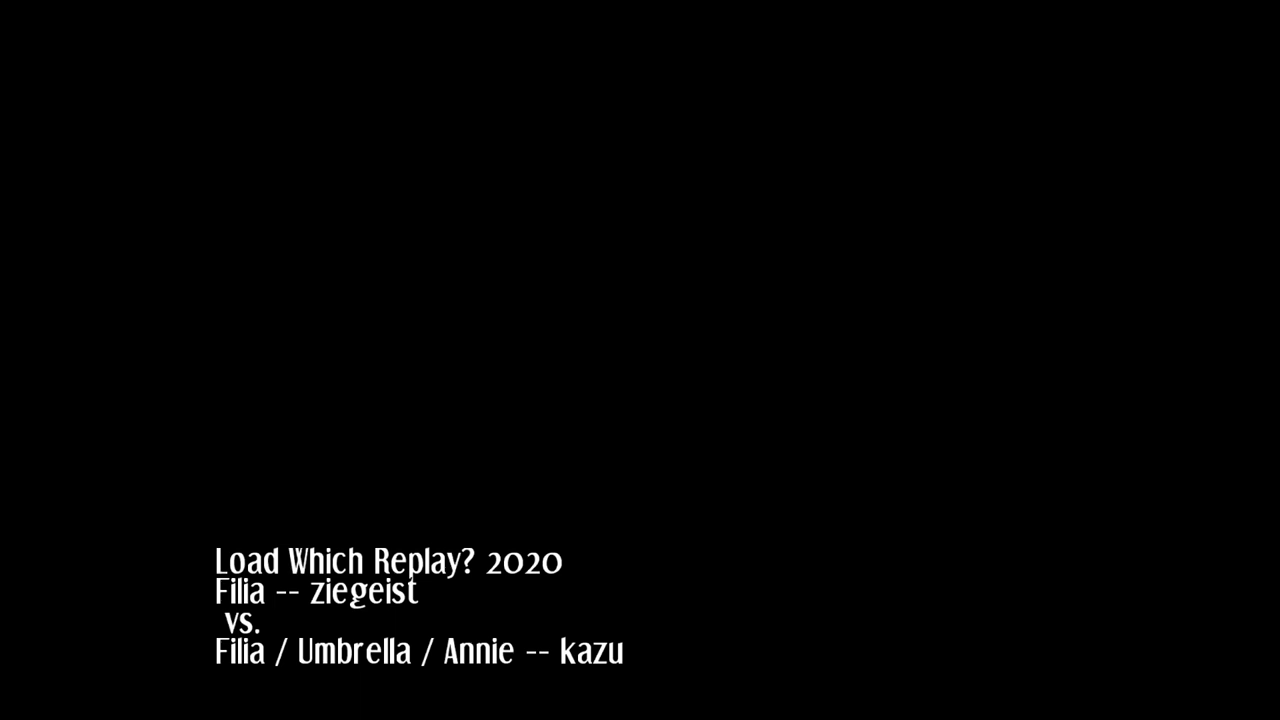 Load Which Replay? 2020
Filia -- ziegeist
vs.
Filia / Umbrella / Annie -- kazu